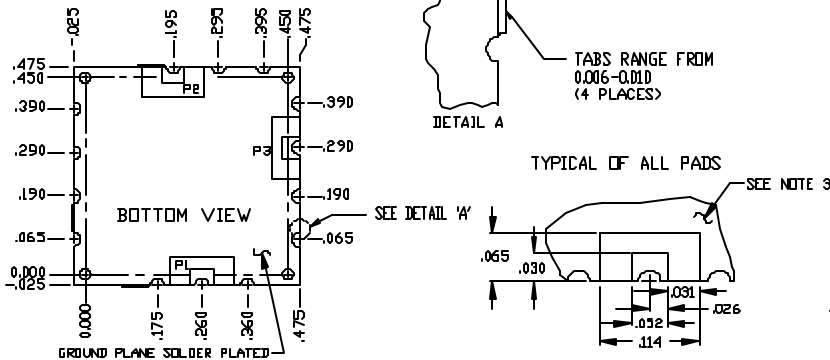 -.025
.195
.295
.395
.450
.475
.475
.450
.390
.290
.190
.065
0.000
-.025
P2
P3
P1
BOTTOM VIEW
.390
.290
.190
.065
SEE DETAIL 'A'
0.000
.175
.260
.360
.475
GROUND PLANE SOLDER PLATED
TABS RANGE FROM
0.006-0.010
(4 PLACES)
DETAIL A
TYPICAL OF ALL PADS
SEE NOTE 3
.065
.030
.031
.026
.052
.114